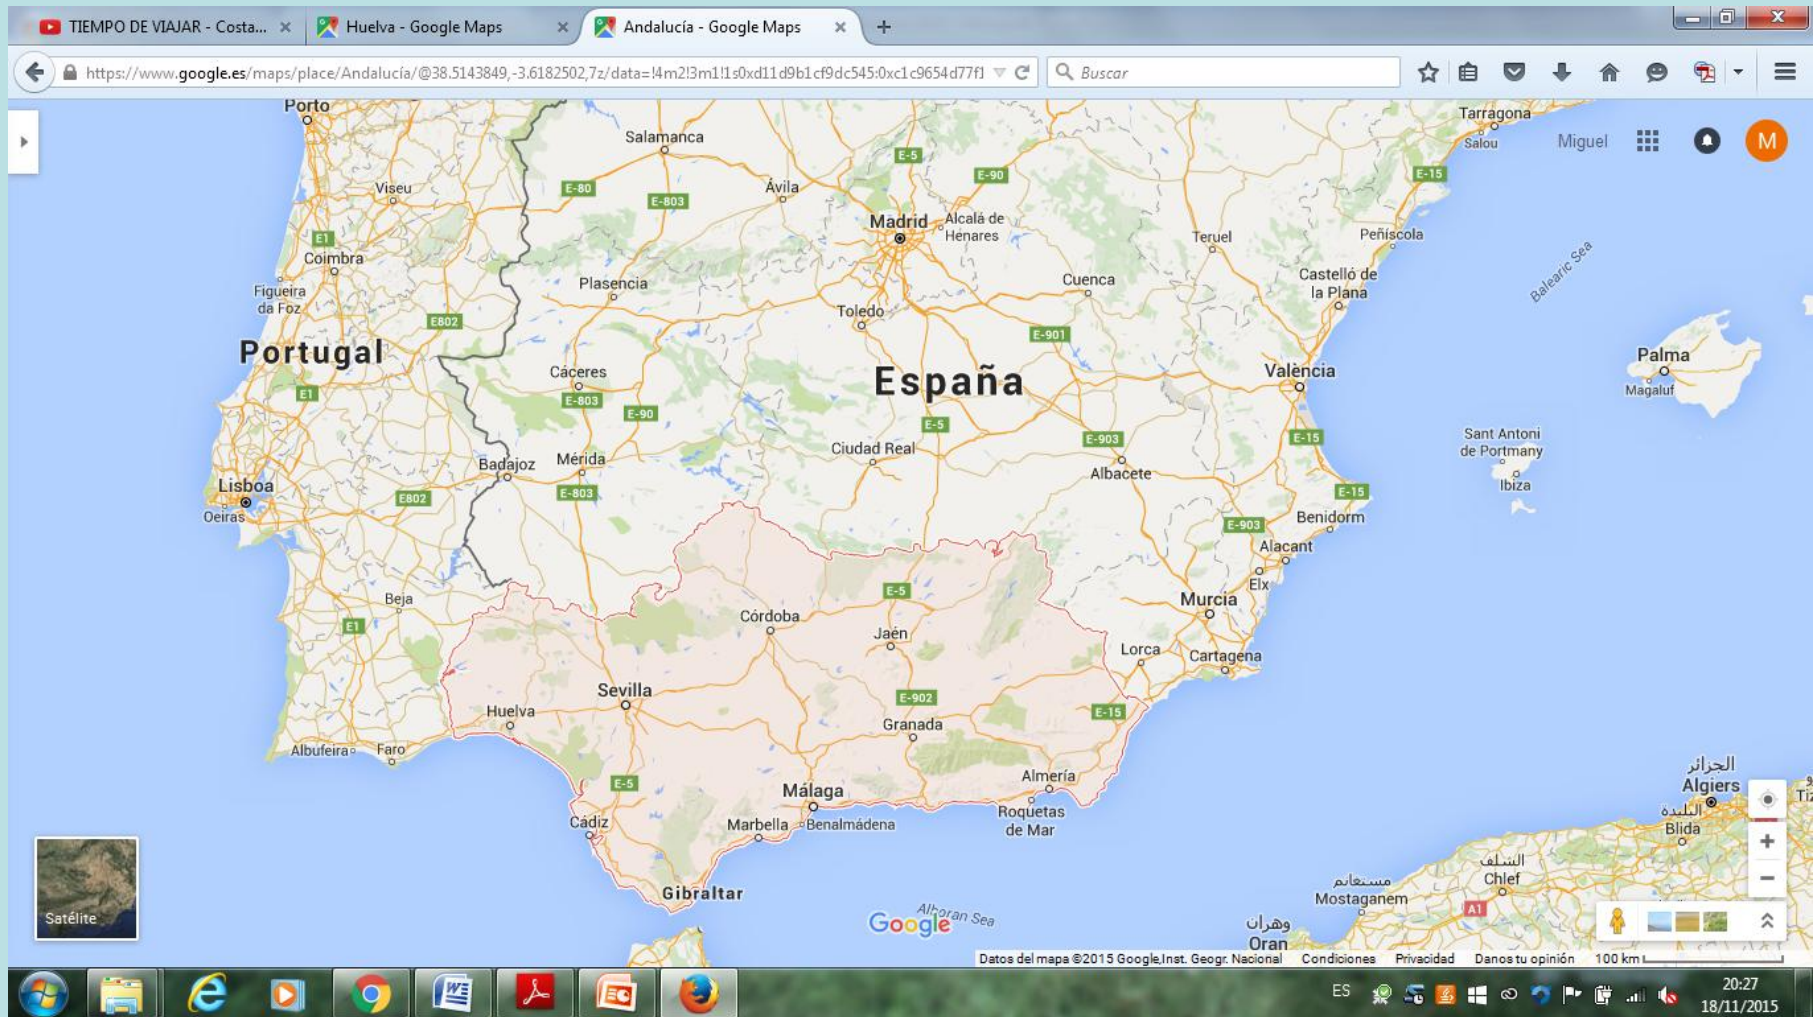 TIEMPO DE VIAJAR - Costa...
Huelva - Google Maps
Andalucía - Google Maps
https://www.google.es/maps/place/Andalucía/@38.5143849,-3.6182502,7z/data=!4m2!3m1!1s0xd11d9b1cf9dc545:0xc1c9654d77f1
Buscar
Miguel
M
Porto
Salamanca
E-5
Tarragona
Salou
E-90
E-15
Viseu
E-80
Ávila
E-803
Madrid
Alcalá de
Henares
E1
Coimbra
Teruel
Peñíscola
Balearic Sea
Figueira
da Foz
Plasencia
Cuenca
Castelló de
la Plana
E802
Toledo
E-901
Portugal
Palma
Magaluf
E1
Cáceres
E-803
España
València
E-90
E-5
E-903
E-15
Sant Antoni
de Portmany
Ibiza
Badajoz
Mérida
Ciudad Real
Albacete
Lisboa
Oeiras
E802
E-803
E-15
Benidorm
E-903
Alacant
Elx
Beja
E1
E-5
Córdoba
Jaén
Murcia
Lorca
Cartagena
Sevilla
E-902
E-15
Huelva
Granada
Albufeira
Faro
E-5
Málaga
Almería
Roquetas
de Mar
Cádiz
Marbella
Benalmádena
الجزائر
Algiers
البليدة
Blida
Gibraltar
Alboran Sea
الشلف
Chlef
مستغانم
Mostaganem
A1
وهران
Oran
Satélite
Google
Datos del mapa ©2015 Google,Inst. Geogr. Nacional
Condiciones
Privacidad
Danos tu opinión
100 km
ES
20:27
18/11/2015